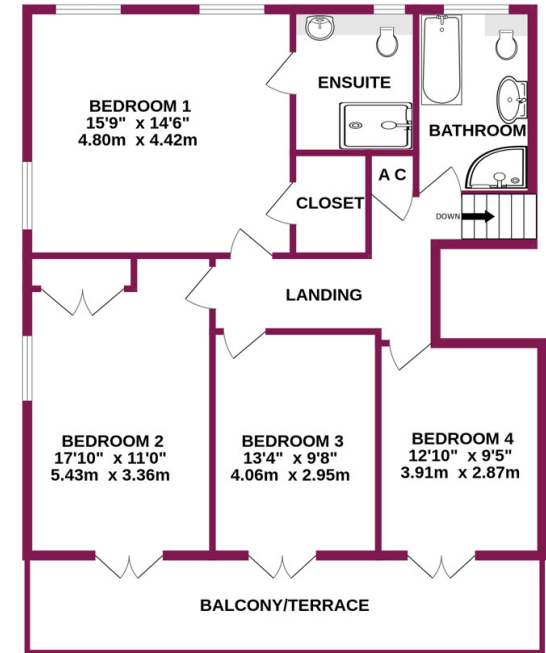 BEDROOM 1
15'9" x 14'6"
4.80m x 4.42m
ENSUITE
BATHROOM
CLOSET
A C
DOWN
LANDING
BEDROOM 2
17'10" x 11'0"
5.43m x 3.36m
BEDROOM 3
13'4" x 9'8"
4.06m x 2.95m
BEDROOM 4
12'10" x 9'5"
3.91m x 2.87m
BALCONY/TERRACE